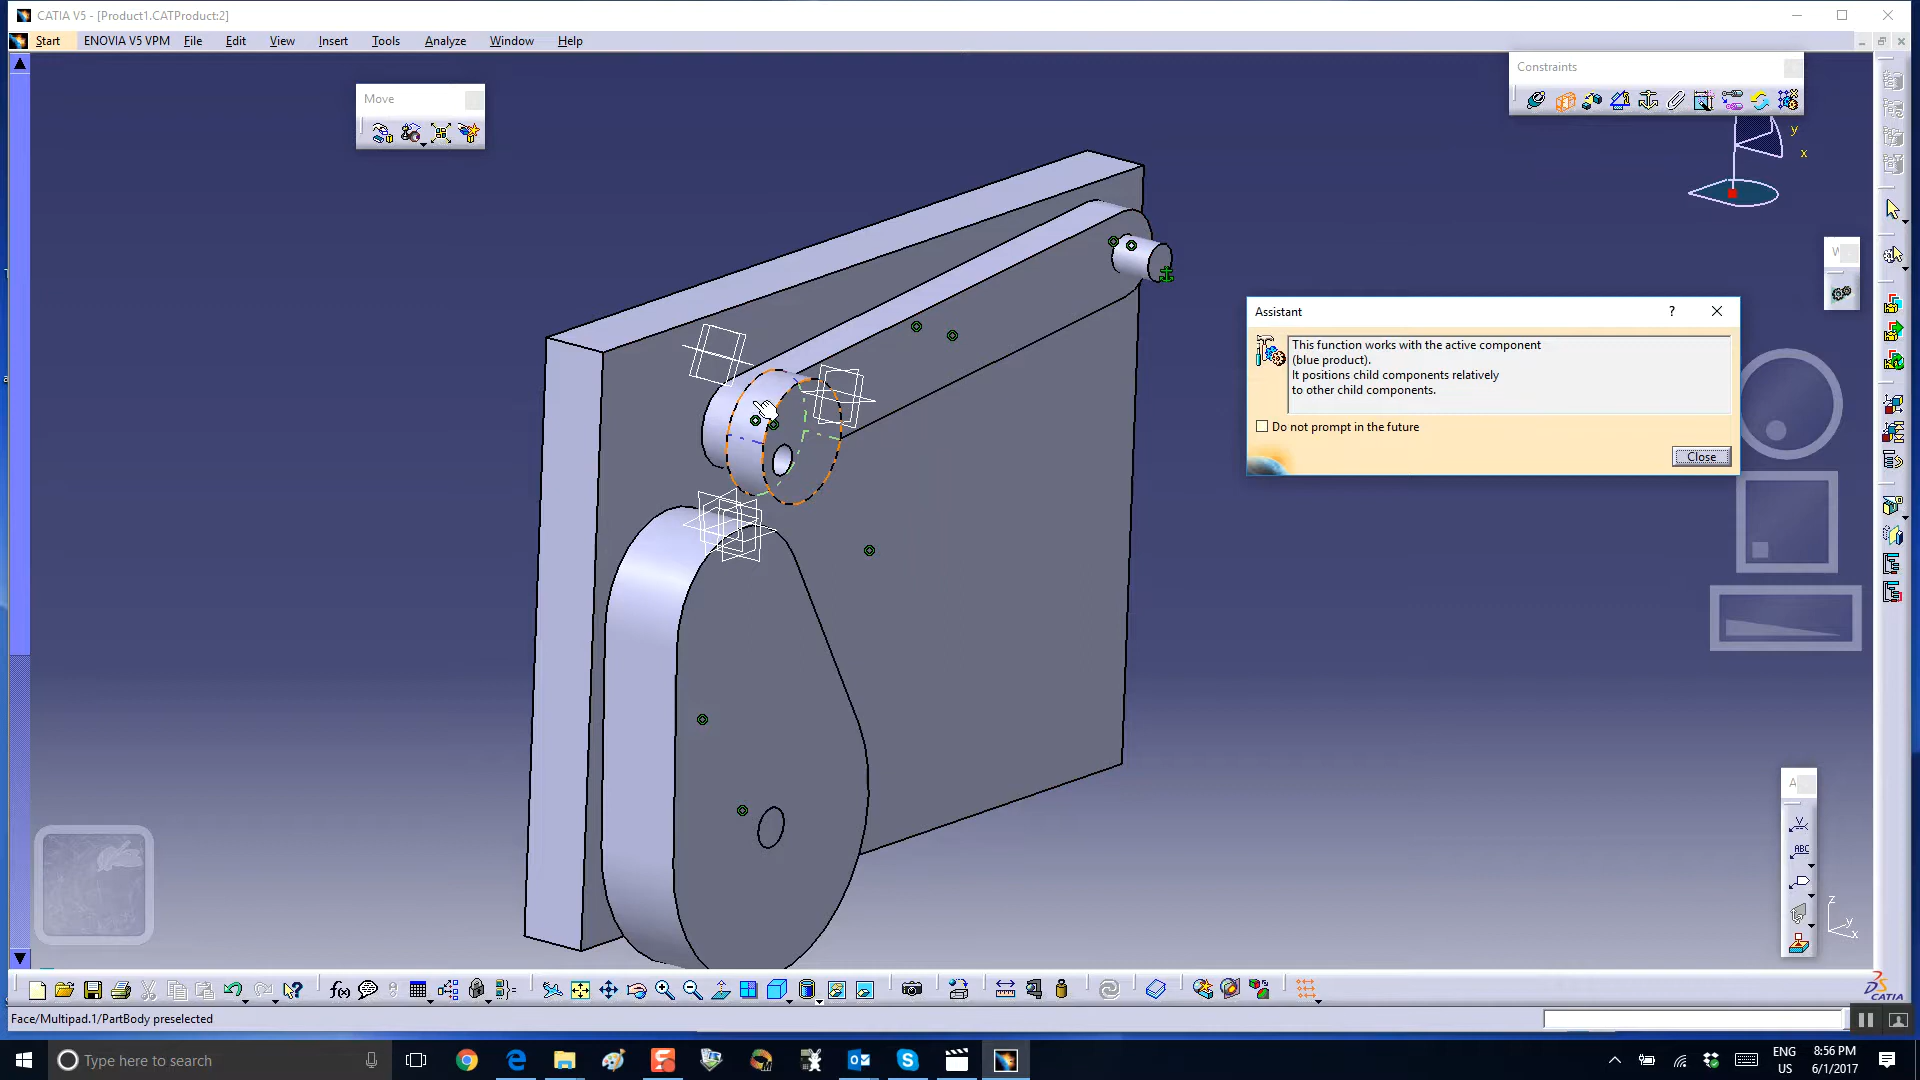 CATIA V5 - [Product1.CATProduct:2]
Start ENOVIA V5 VPM File Edit View Insert Tools Analyze Window Help
Move
Constraints
y
x
Assistant
?
This function works with the active component
(blue product).
It positions child components relatively
to other child components.
Do not prompt in the future
Close
A
ABC
z
y
x
f(x)
CATIA
Face/Multipad.1/PartBody preselected
Type here to search
ENG
US
8:56 PM
6/1/2017